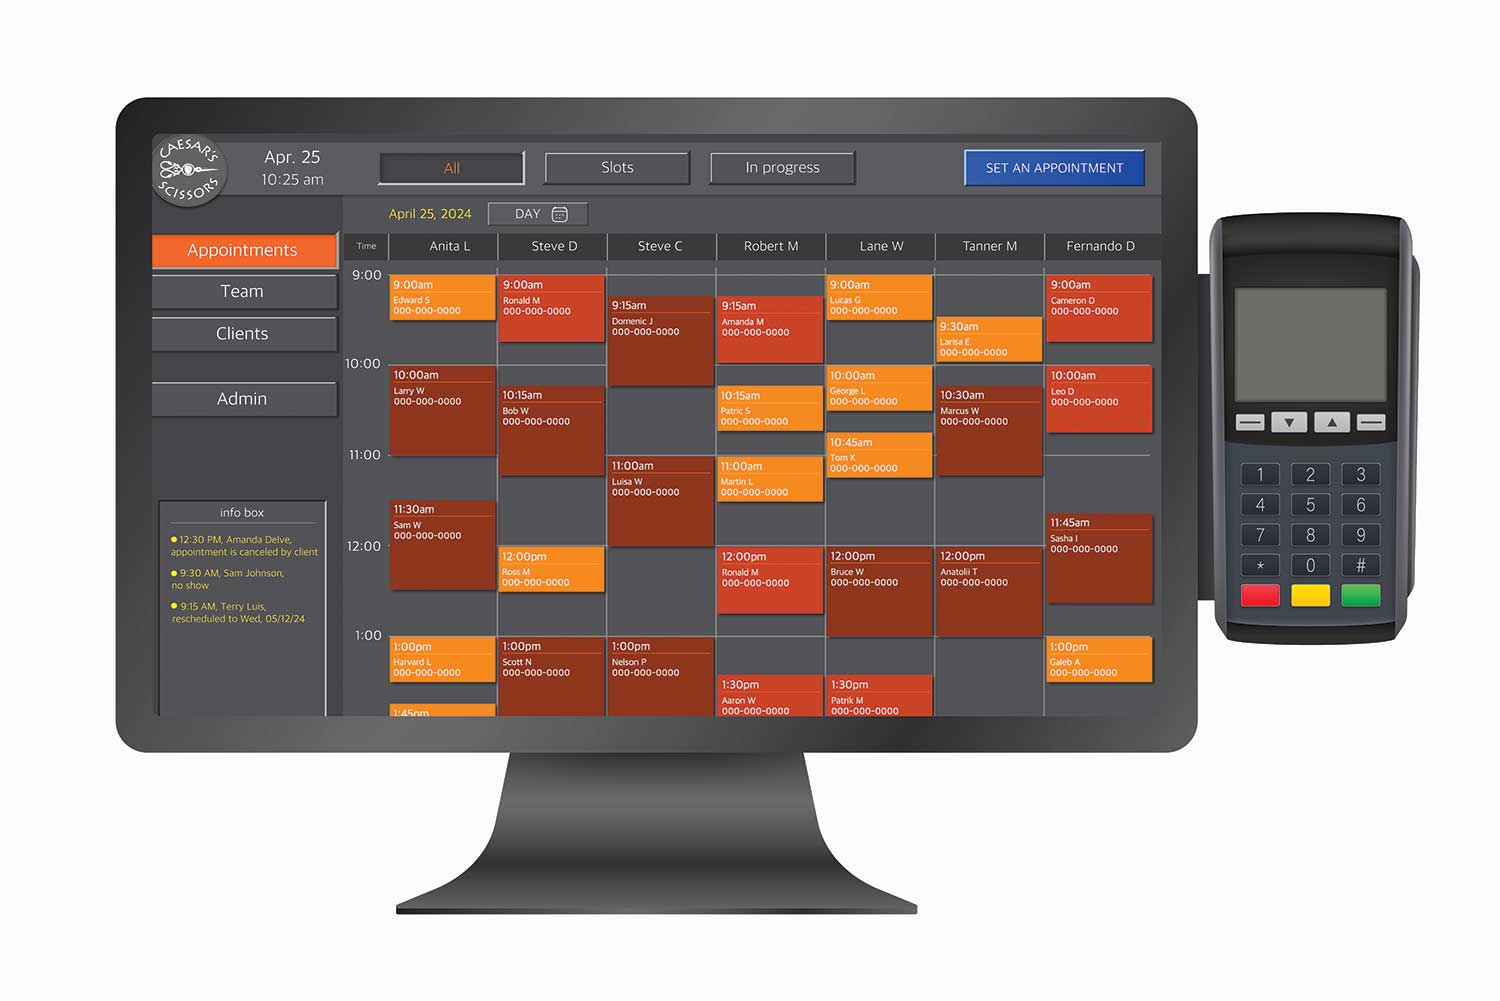 CAESAR'S
SCISSORS
Apr. 25
10:25 am
All
Slots
In progress
SET AN APPOINTMENT
April 25, 2024
DAY
Appointments
Team
Clients
Admin
info box
12:30 PM, Amanda Delve,
appointment is canceled by client
9:30 AM, Sam Johnson,
no show
9:15 AM, Terry Luis,
rescheduled to Wed, 05/12/24
Time
9:00
10:00
11:00
12:00
1:00
Anita L
9:00am
Edward S
000-000-0000
10:00am
Larry W
000-000-0000
11:30am
Sam W
000-000-0000
1:00pm
Harvard L
000-000-0000
1:45pm
Steve D
9:00am
Ronald M
000-000-0000
10:15am
Bob W
000-000-0000
12:00pm
Ross M
000-000-0000
1:00pm
Scott N
000-000-0000
Steve C
9:15am
Domenic J
000-000-0000
11:00am
Luisa W
000-000-0000
1:00pm
Nelson P
000-000-0000
Robert M
9:15am
Amanda M
000-000-0000
10:15am
Patric S
000-000-0000
11:00am
Martin L
000-000-0000
12:00pm
Ronald M
000-000-0000
1:30pm
Aaron W
000-000-0000
Lane W
9:00am
Lucas G
000-000-0000
10:00am
George L
000-000-0000
10:45am
Tom K
000-000-0000
12:00pm
Bruce W
000-000-0000
1:30pm
Patrik M
000-000-0000
Tanner M
9:30am
Larisa E
000-000-0000
10:30am
Marcus W
000-000-0000
12:00pm
Anatolii T
000-000-0000
Fernando D
9:00am
Cameron D
000-000-0000
10:00am
Leo D
000-000-0000
11:45am
Sasha I
000-000-0000
1:00pm
Galeb A
000-000-0000
1 2 3
4 5 6
7 8 9
* 0 #